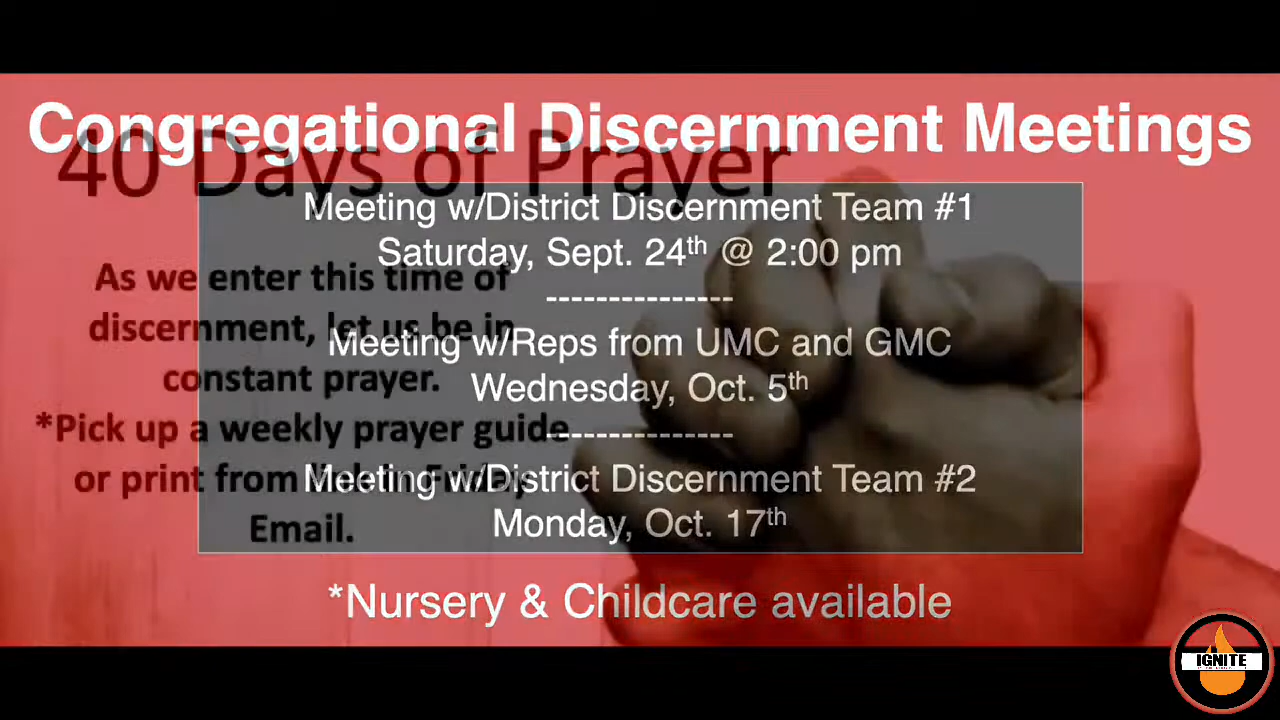 Congregational Discernment Meetings
Meeting w/District Discernment Team #1
Saturday, Sept. 24th @ 2:00 pm
---------------
Meeting w/Reps from UMC and GMC
Wednesday, Oct. 5th
---------------
Meeting w/District Discernment Team #2
Monday, Oct. 17th
*Nursery & Childcare available
40 Days of Prayer
As we enter this time of
discernment, let us be in
constant prayer.
*Pick up a weekly prayer guide
or print from link in Friday
Email.
IGNITE